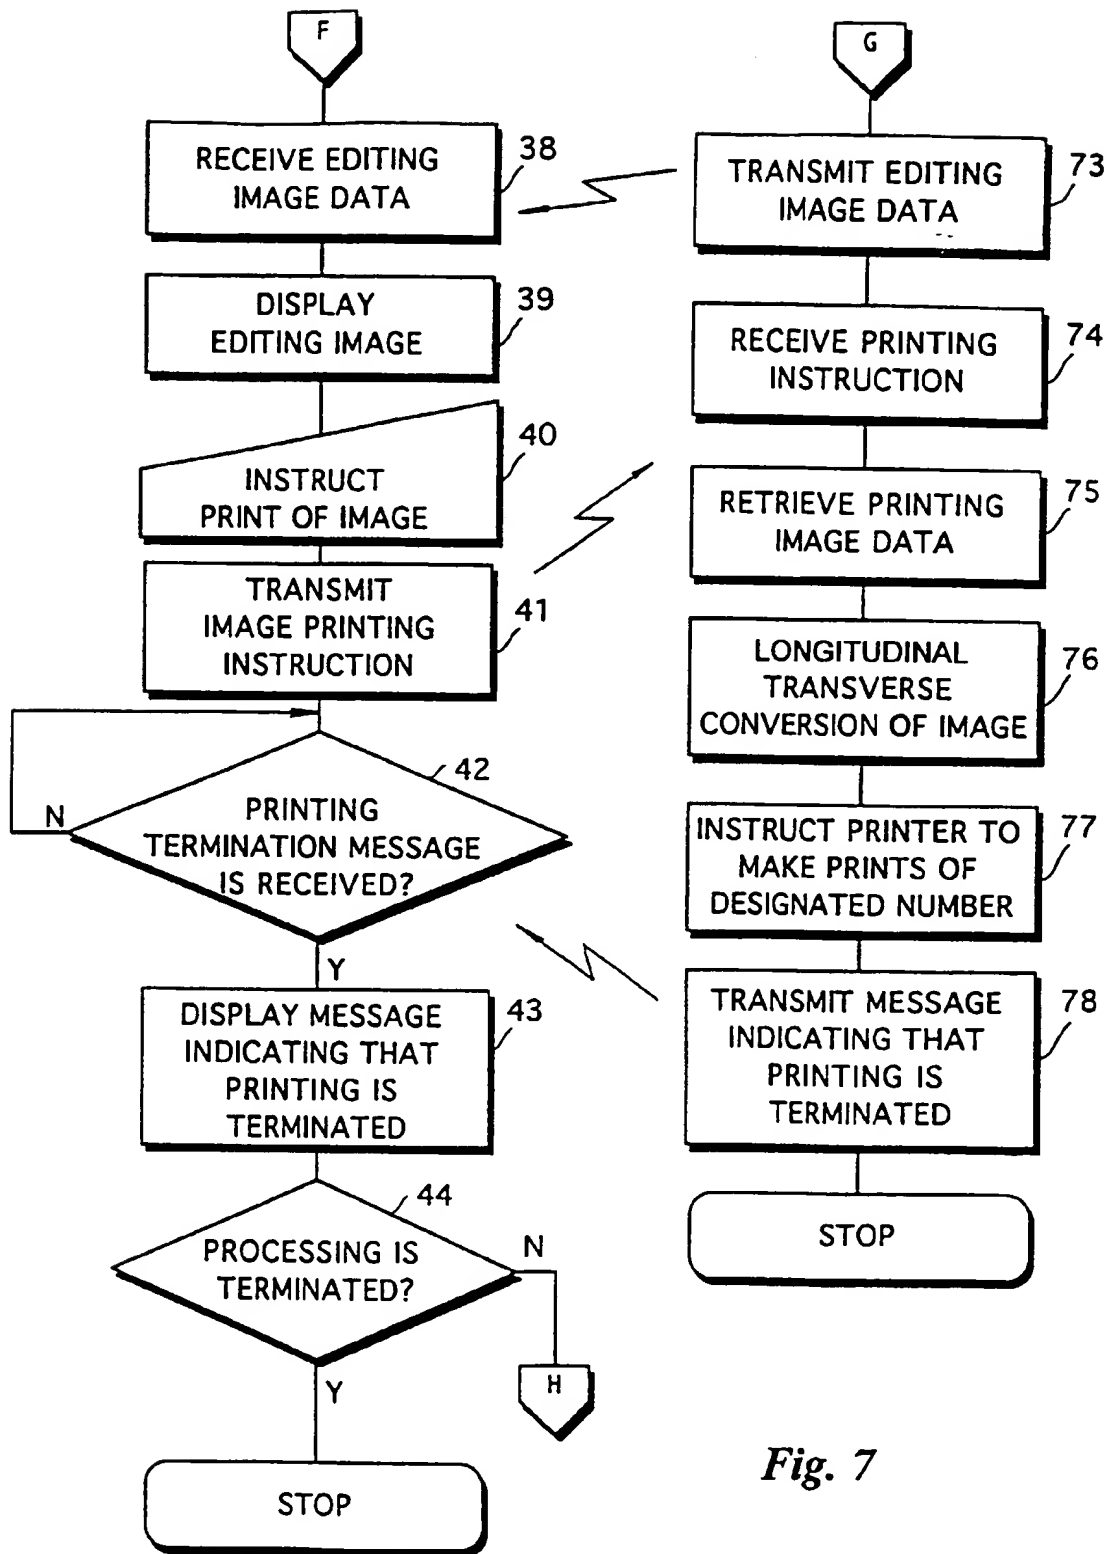 F
RECEIVE EDITING
IMAGE DATA
38
DISPLAY
EDITING IMAGE
39
INSTRUCT
PRINT OF IMAGE
40
TRANSMIT
IMAGE PRINTING
INSTRUCTION
41
42
N
PRINTING
TERMINATION MESSAGE
IS RECEIVED?
Y
DISPLAY MESSAGE
INDICATING THAT
PRINTING IS
TERMINATED
43
44
PROCESSING IS
TERMINATED?
N
H
Y
STOP
G
TRANSMIT EDITING
IMAGE DATA
73
RECEIVE PRINTING
INSTRUCTION
74
RETRIEVE PRINTING
IMAGE DATA
75
LONGITUDINAL
TRANSVERSE
CONVERSION OF IMAGE
76
INSTRUCT PRINTER TO
MAKE PRINTS OF
DESIGNATED NUMBER
77
TRANSMIT MESSAGE
INDICATING THAT
PRINTING IS
TERMINATED
78
STOP
Fig. 7